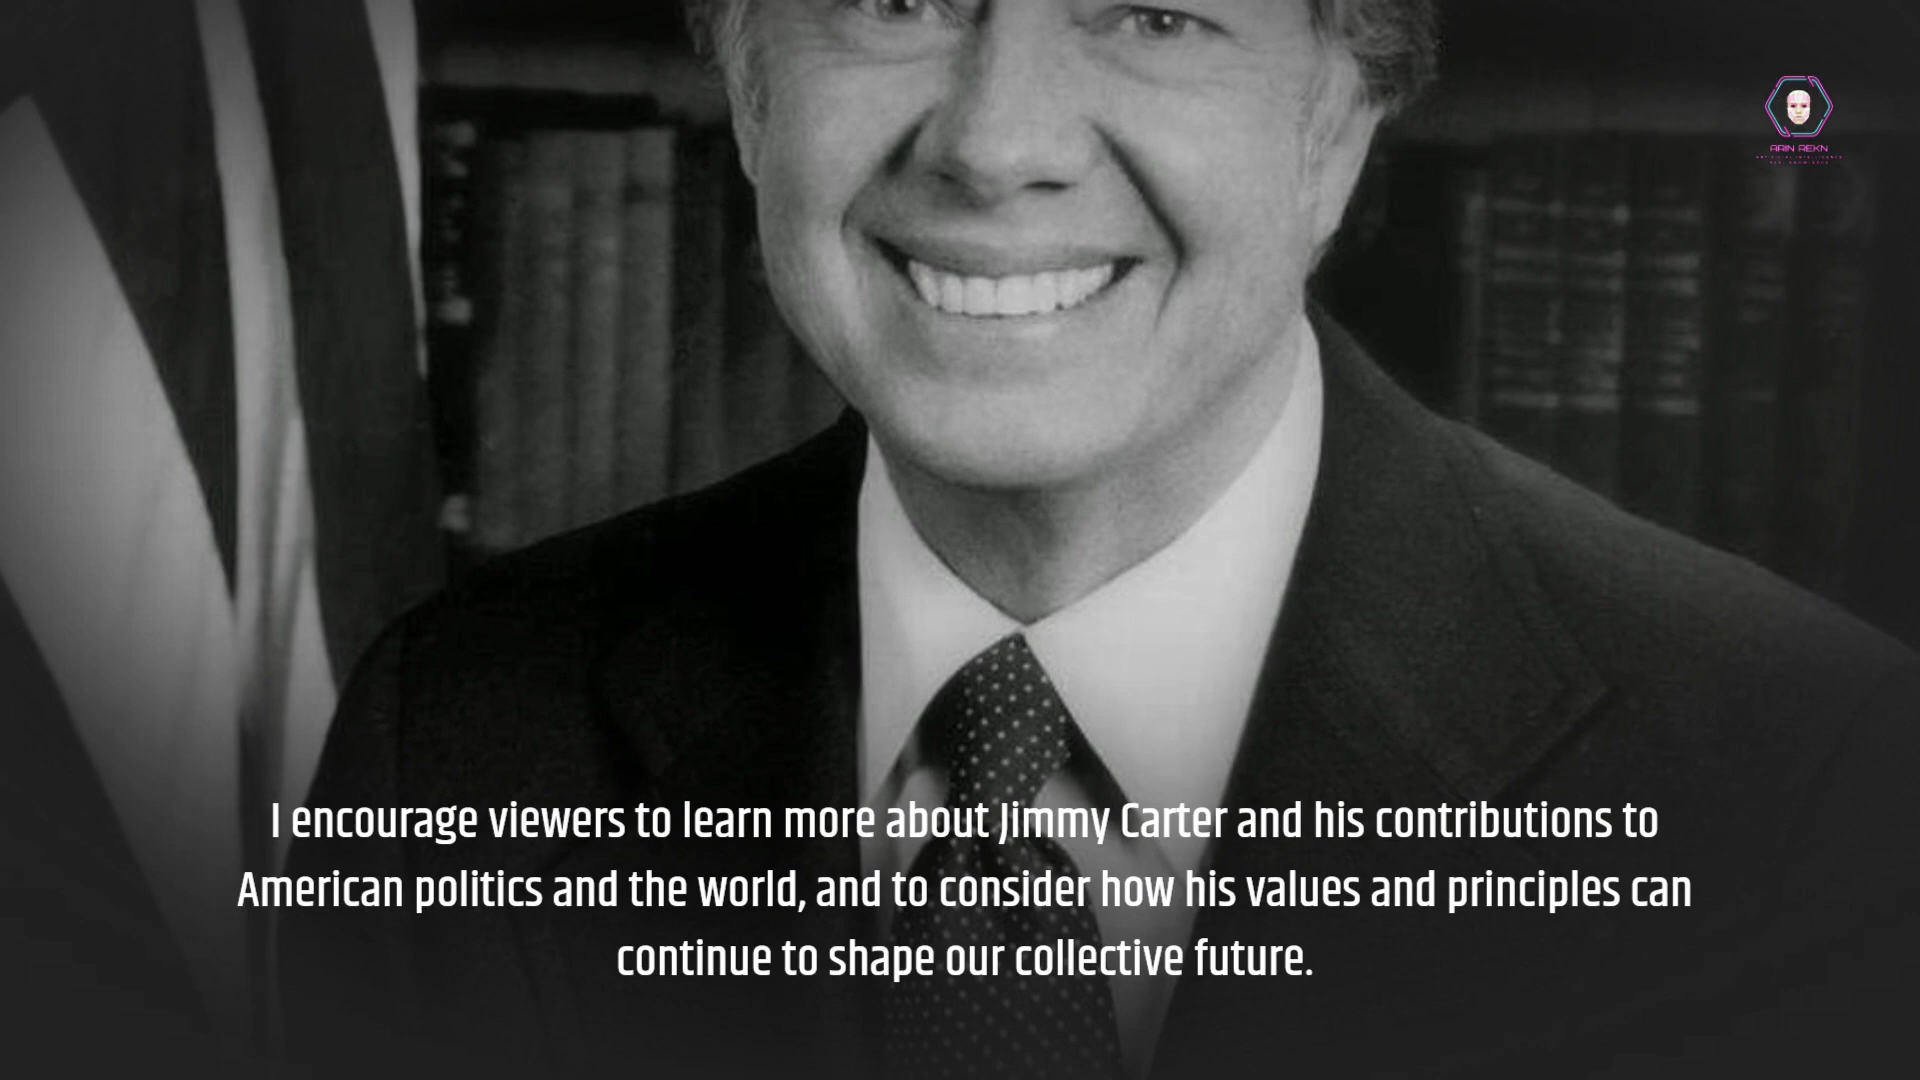 ARIN REKN
I encourage viewers to learn more about Jimmy Carter and his contributions to
American politics and the world, and to consider how his values and principles can
continue to shape our collective future.